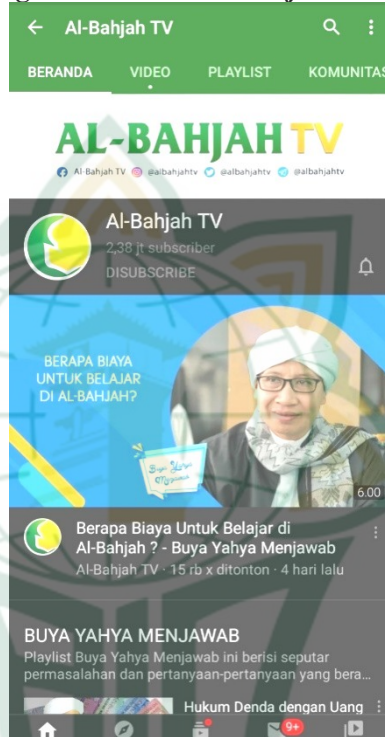 Al-Bahjah TV
BERANDA VIDEO PLAYLIST KOMUNITAS
AL-BAHJAH TV
Al-Bahjah TV @albahjahtv @albahjahtv @albahjahtv
Al-Bahjah TV
2,38 jt subscriber
DISUBSCRIBE
BERAPA BIAYA
UNTUK BELAJAR
DI AL-BAHJAH?
Buya Yahya
Menjawab
6.00
Berapa Biaya Untuk Belajar di
Al-Bahjah ? - Buya Yahya Menjawab
Al-Bahjah TV · 15 rb x ditonton · 4 hari lalu
BUYA YAHYA MENJAWAB
Playlist Buya Yahya Menjawab ini berisi seputar
permasalahan dan pertanyaan-pertanyaan yang bera...
Hukum Denda dengan Uang
9+